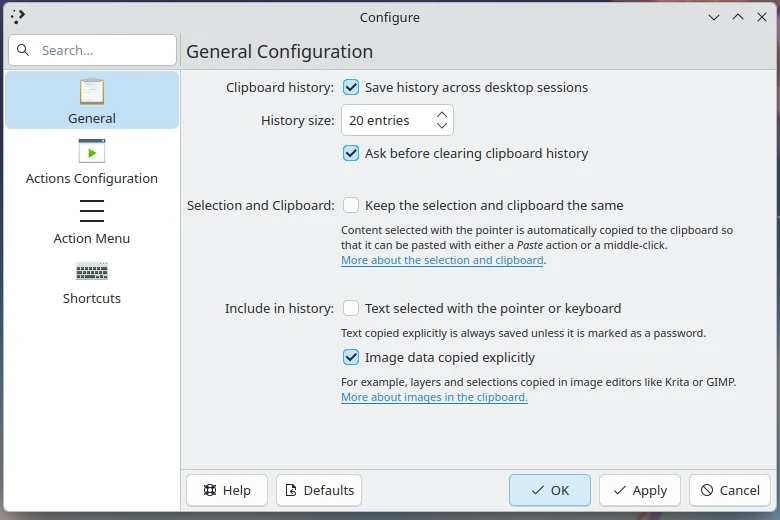 Configure
Search...
General Configuration
General
Actions Configuration
Action Menu
Shortcuts
Clipboard history: Save history across desktop sessions
History size: 20 entries
Ask before clearing clipboard history
Selection and Clipboard: Keep the selection and clipboard the same
Content selected with the pointer is automatically copied to the clipboard so
that it can be pasted with either a Paste action or a middle-click.
More about the selection and clipboard.
Include in history: Text selected with the pointer or keyboard
Text copied explicitly is always saved unless it is marked as a password.
Image data copied explicitly
For example, layers and selections copied in image editors like Krita or GIMP.
More about images in the clipboard.
Help Defaults OK Apply Cancel